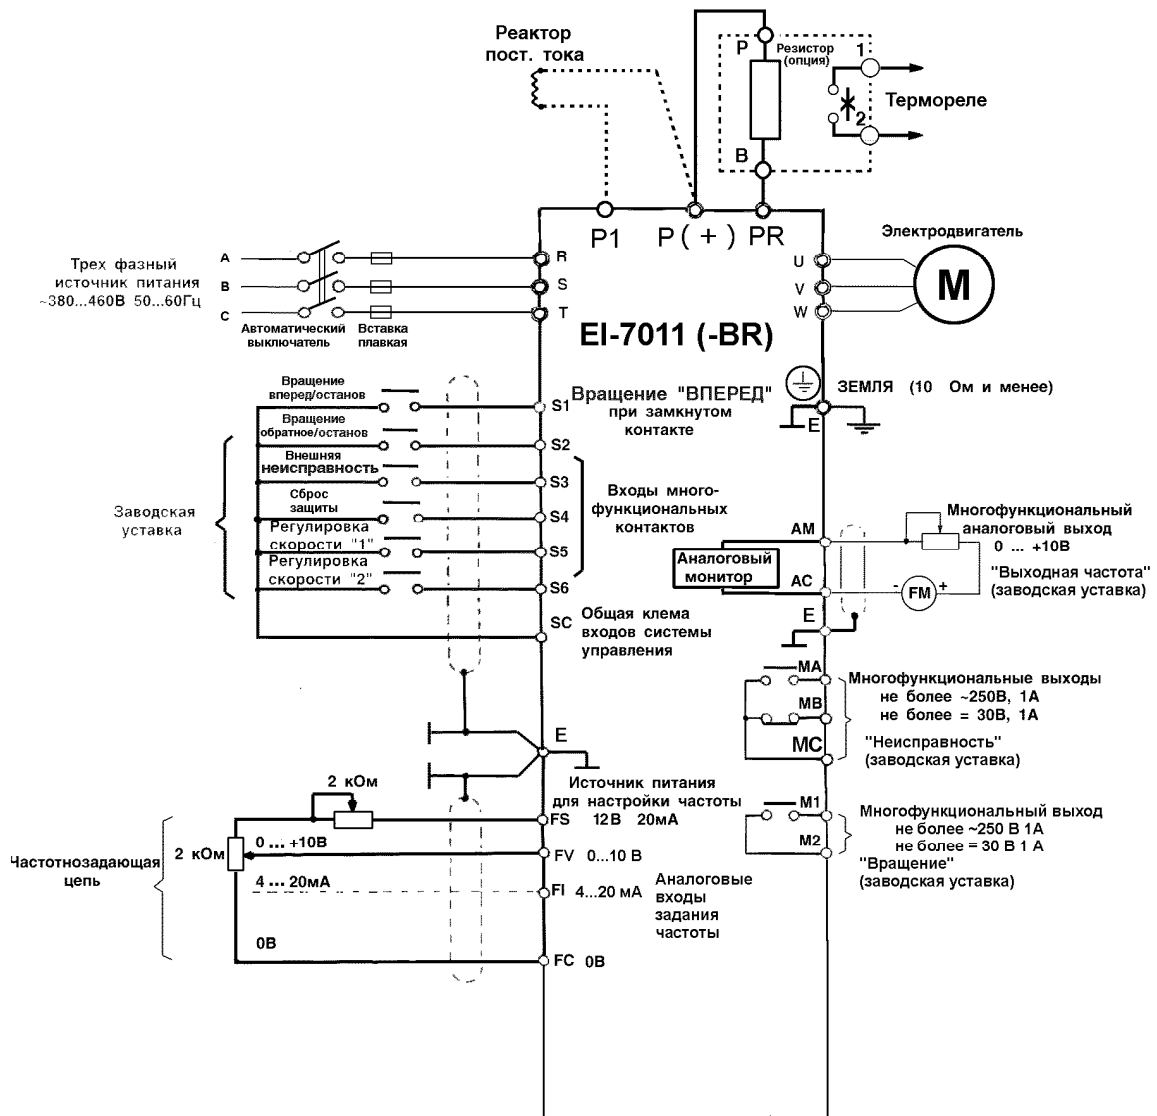 Реактор
пост. тока
P
Резистор
(опция)
1
Термореле
2
B
P1
P(+)
PR
Трех фазный
источник питания
~380...460В 50...60Гц
A
B
C
Автоматический
выключатель
Вставка
плавкая
R
S
T
EI-7011 (-BR)
U
V
W
Электродвигатель
M
ЗЕМЛЯ (10 Ом и менее)
E
Вращение
вперед/останов
S1
Вращение "ВПЕРЕД"
при замкнутом
контакте
Вращение
обратное/останов
S2
Внешняя
неисправность
S3
Сброс
защиты
S4
Регулировка
скорости "1"
S5
Регулировка
скорости "2"
S6
Заводская
уставка
Входы много-
функциональных
контактов
SC
Общая клема
входов системы
управления
AM
Аналоговый
монитор
AC
E
- FM +
Многофункциональный
аналоговый выход
0 ... +10В
"Выходная частота"
(заводская уставка)
MA
MB
MC
Многофункциональные выходы
не более ~250В, 1А
не более = 30В, 1А
"Неисправность"
(заводская уставка)
E
Источник питания
для настройки частоты
FS 12В 20мА
M1
M2
Многофункциональный выход
не более ~250 В 1А
не более = 30 В 1 А
"Вращение"
(заводская уставка)
2 кОм
Частотнозадающая
цепь
2 кОм
0 ... +10В
FV 0...10 В
4 ... 20мА
FI 4...20 мА
Аналоговые
входы
задания
частоты
0В
FC 0В